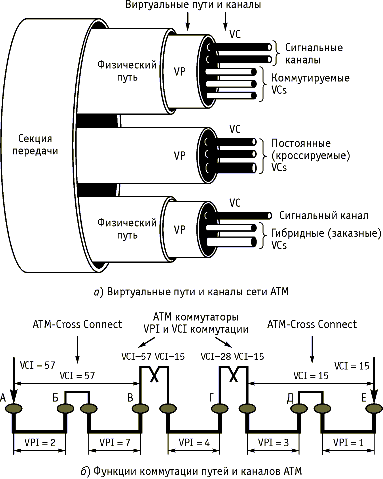 Виртуальные пути и каналы
VC
Сигнальные
каналы
Физический
путь
VP
Коммутируемые
VCs
Секция
передачи
VC
VP
Постоянные
(кроссируемые)
VCs
Физический
путь
VP
VC
Сигнальный канал
Гибридные (заказные)
VCs
а) Виртуальные пути и каналы сети ATM
ATM-Cross Connect
ATM коммутаторы
VPI и VCI коммутации
ATM-Cross Connect
VCI – 57
VCI = 57
VCI–57 VCI–15
VCI–28 VCI–15
VCI = 15
VCI = 15
А Б В Г Д Е
VPI = 2 VPI = 7 VPI = 4 VPI = 3 VPI = 1
б) Функции коммутации путей и каналов ATM